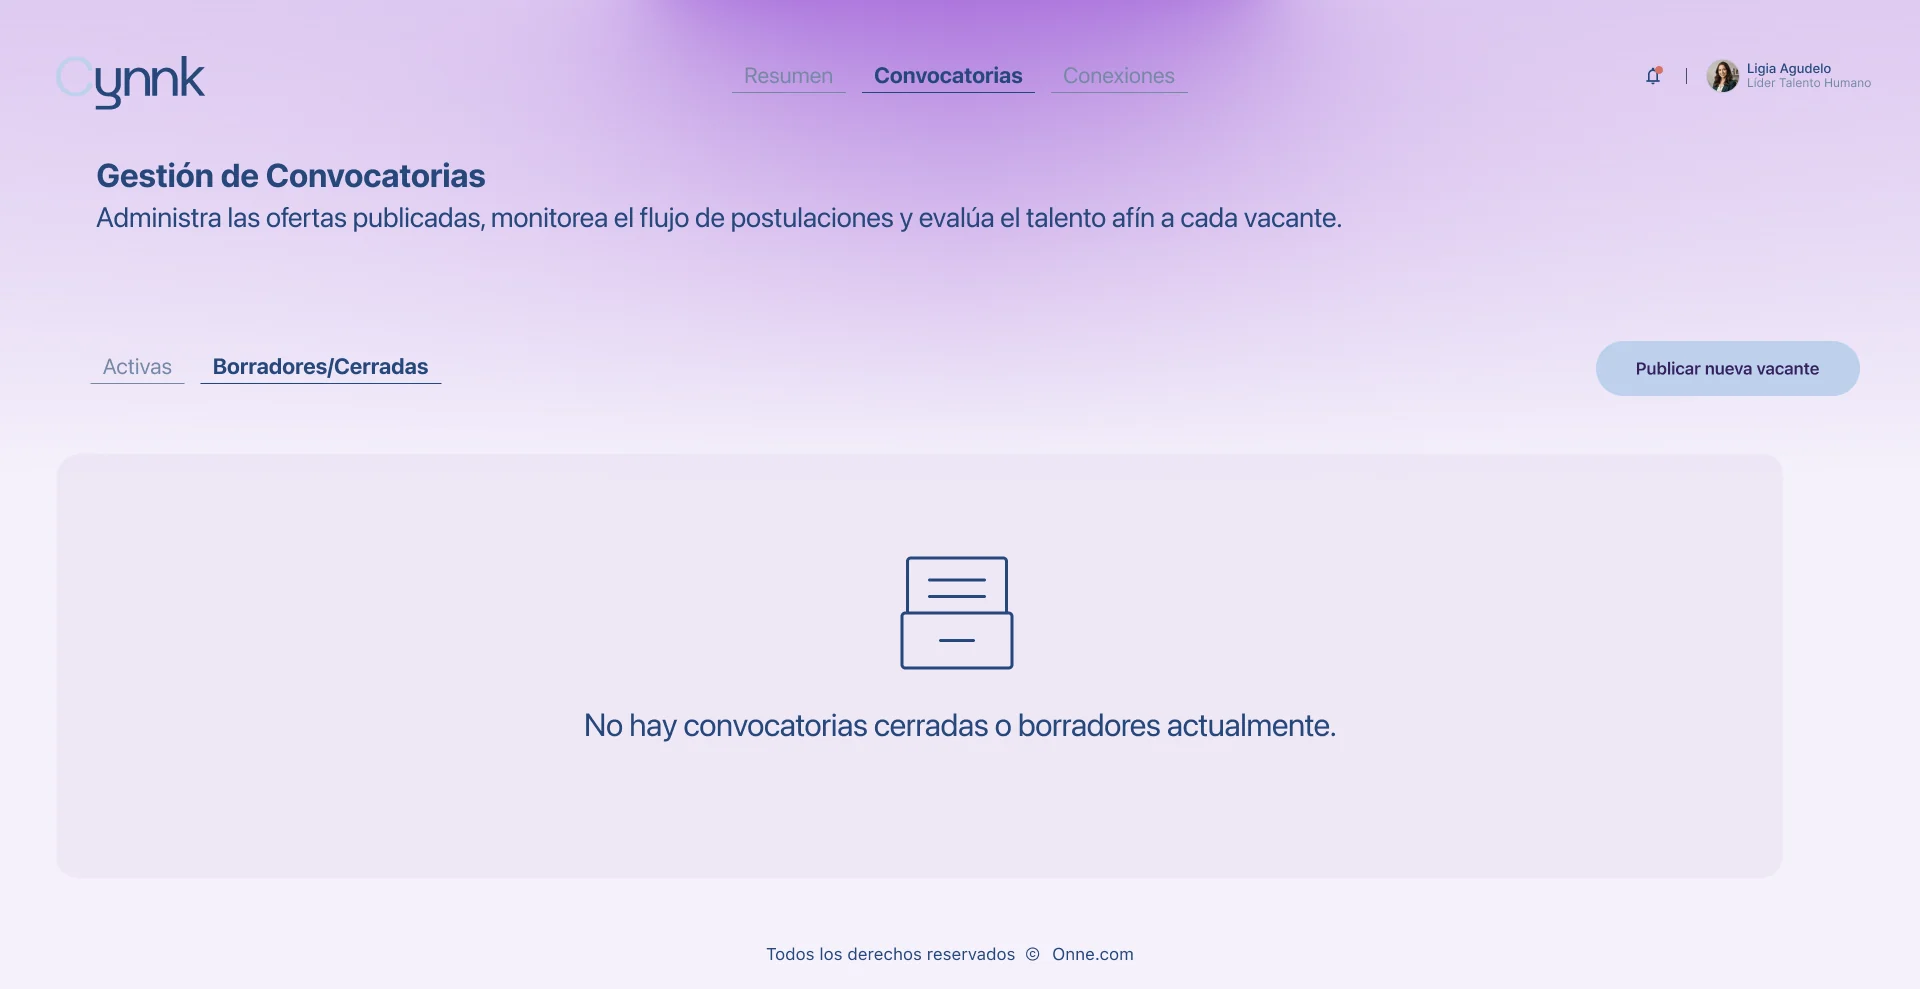 Oynnk
Resumen
Convocatorias
Conexiones
Ligia Agudelo
Líder Talento Humano
Gestión de Convocatorias
Administra las ofertas publicadas, monitorea el flujo de postulaciones y evalúa el talento afín a cada vacante.
Activas
Borradores/Cerradas
Publicar nueva vacante
No hay convocatorias cerradas o borradores actualmente.
Todos los derechos reservados © Onne.com